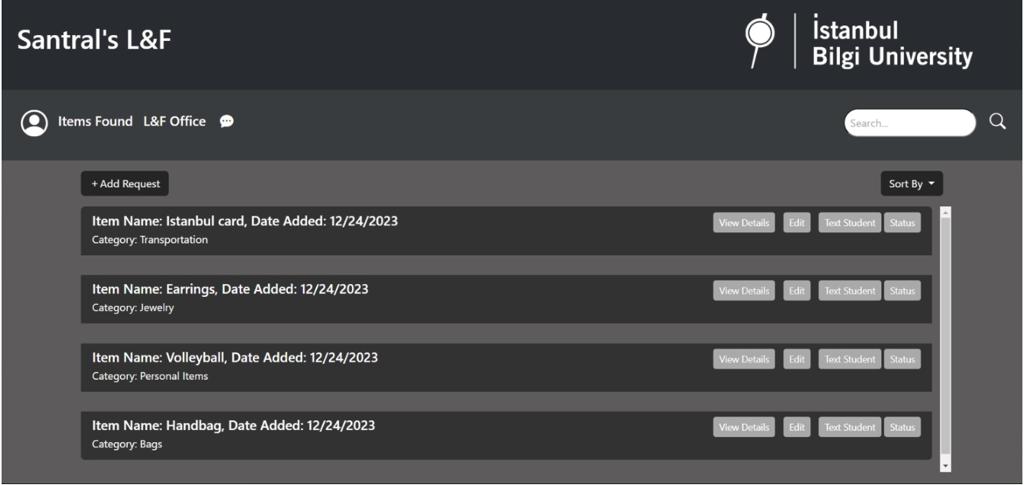 Santral's L&F
İstanbul
Bilgi University
Items Found L&F Office
Search...
+ Add Request
Sort By
Item Name: Istanbul card, Date Added: 12/24/2023
View Details Edit Text Student Status
Category: Transportation
Item Name: Earrings, Date Added: 12/24/2023
View Details Edit Text Student Status
Category: Jewelry
Item Name: Volleyball, Date Added: 12/24/2023
View Details Edit Text Student Status
Category: Personal Items
Item Name: Handbag, Date Added: 12/24/2023
View Details Edit Text Student Status
Category: Bags